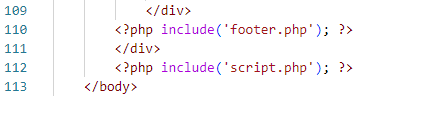 109                </div>
110            <?php include('footer.php'); ?>
111            </div>
112            <?php include('script.php'); ?>
113        </body>